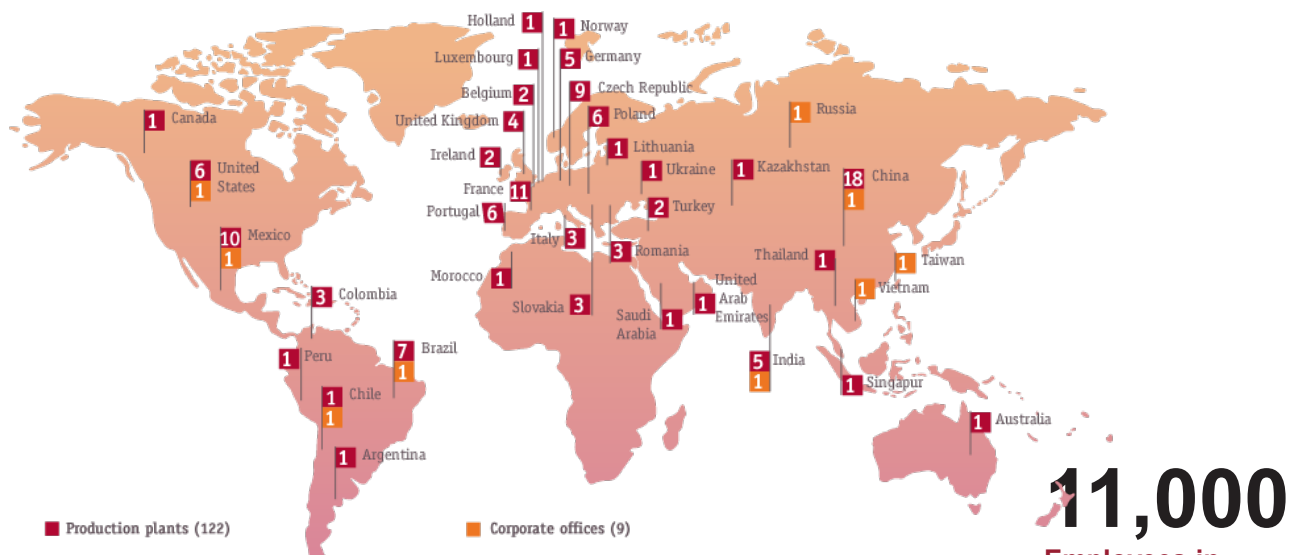 Holland 1
1 Norway
Luxembourg 1
5 Germany
Belgium 2
9 Czech Republic
United Kingdom 4
6 Poland
1 Canada
1 Russia
Ireland 2
1 Lithuania
6 United
1 States
1 Ukraine
1 Kazakhstan
18 China
1
France 11
Portugal 6
2 Turkey
10 Mexico
1
Italy 3
3 Romania
Thailand 1
1 Taiwan
Morocco 1
United
1 Arab
Emirates
1 Vietnam
3 Colombia
Slovakia 3
Saudi 1
Arabia
1 Peru
7 Brazil
1
5 India
1
1 Singapur
1 Chile
1
1 Australia
1 Argentina
11,000
Production plants (122)
Corporate offices (9)